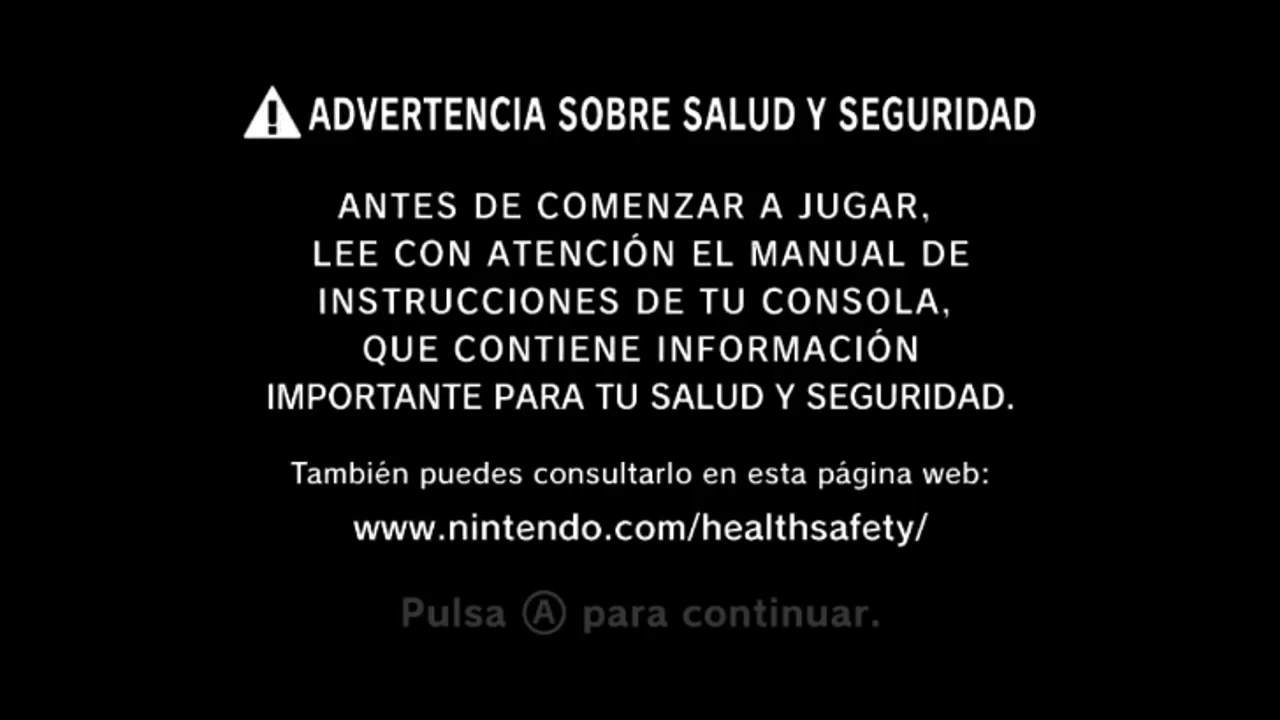 ADVERTENCIA SOBRE SALUD Y SEGURIDAD
ANTES DE COMENZAR A JUGAR,
LEE CON ATENCIÓN EL MANUAL DE
INSTRUCCIONES DE TU CONSOLA,
QUE CONTIENE INFORMACIÓN
IMPORTANTE PARA TU SALUD Y SEGURIDAD.
También puedes consultarlo en esta página web:
www.nintendo.com/healthsafety/
Pulsa Ⓐ para continuar.